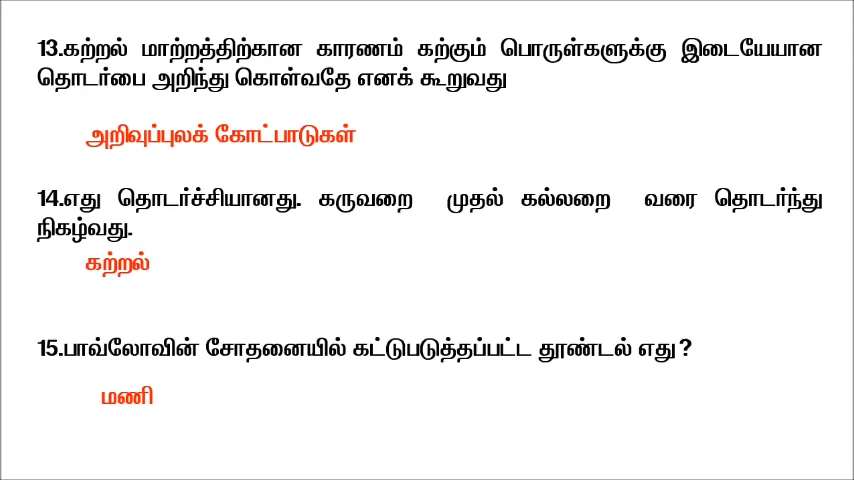 13.கற்றல் மாற்றத்திற்கான காரணம் கற்கும் பொருள்களுக்கு இடையேயான
தொடர்பை அறிந்து கொள்வதே எனக் கூறுவது
அறிவுப்புலக் கோட்பாடுகள்
14.எது தொடர்ச்சியானது. கருவறை முதல் கல்லறை வரை தொடர்ந்து
நிகழ்வது.
கற்றல்
15.பாவ்லோவின் சோதனையில் கட்டுபடுத்தப்பட்ட தூண்டல் எது?
மணி